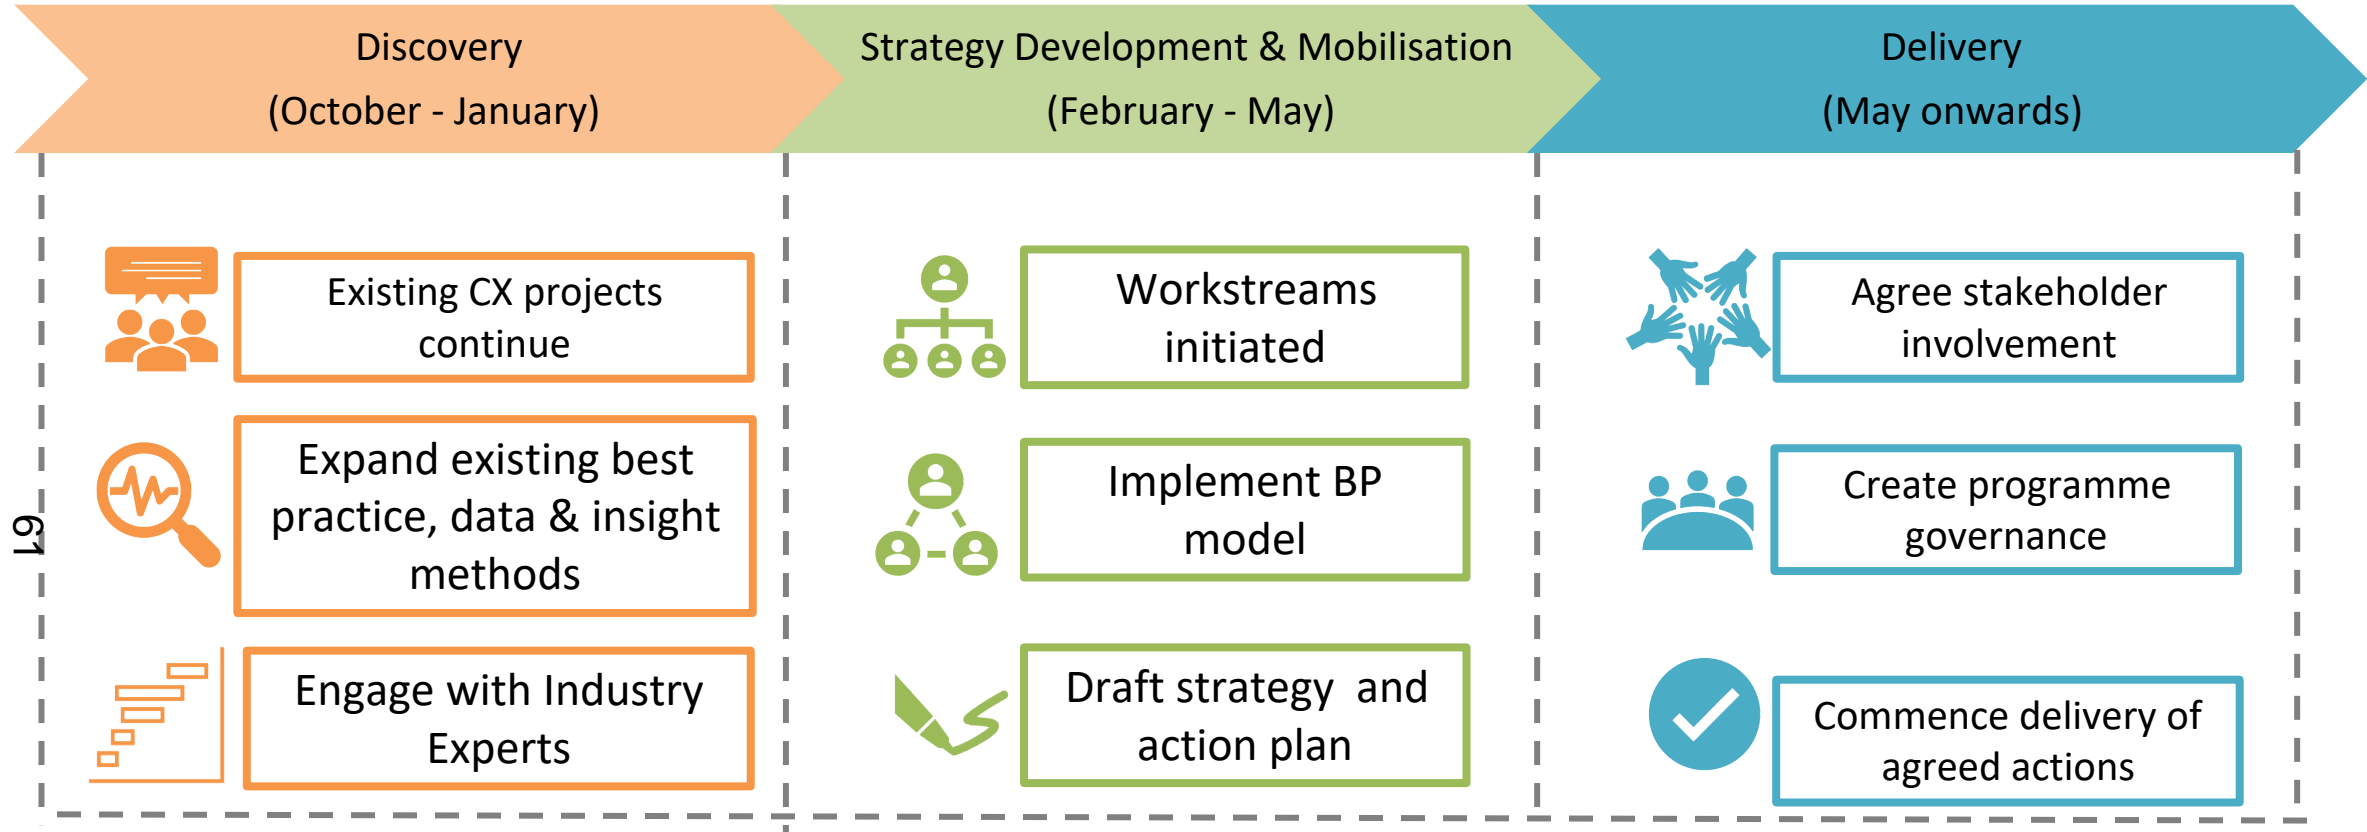 Discovery
(October - January)
Strategy Development & Mobilisation
(February - May)
Delivery
(May onwards)
Existing CX projects
continue
Expand existing best
practice, data & insight
methods
Engage with Industry
Experts
Workstreams
initiated
Implement BP
model
Draft strategy  and
action plan
Agree stakeholder
involvement
Create programme
governance
Commence delivery of
agreed actions
61